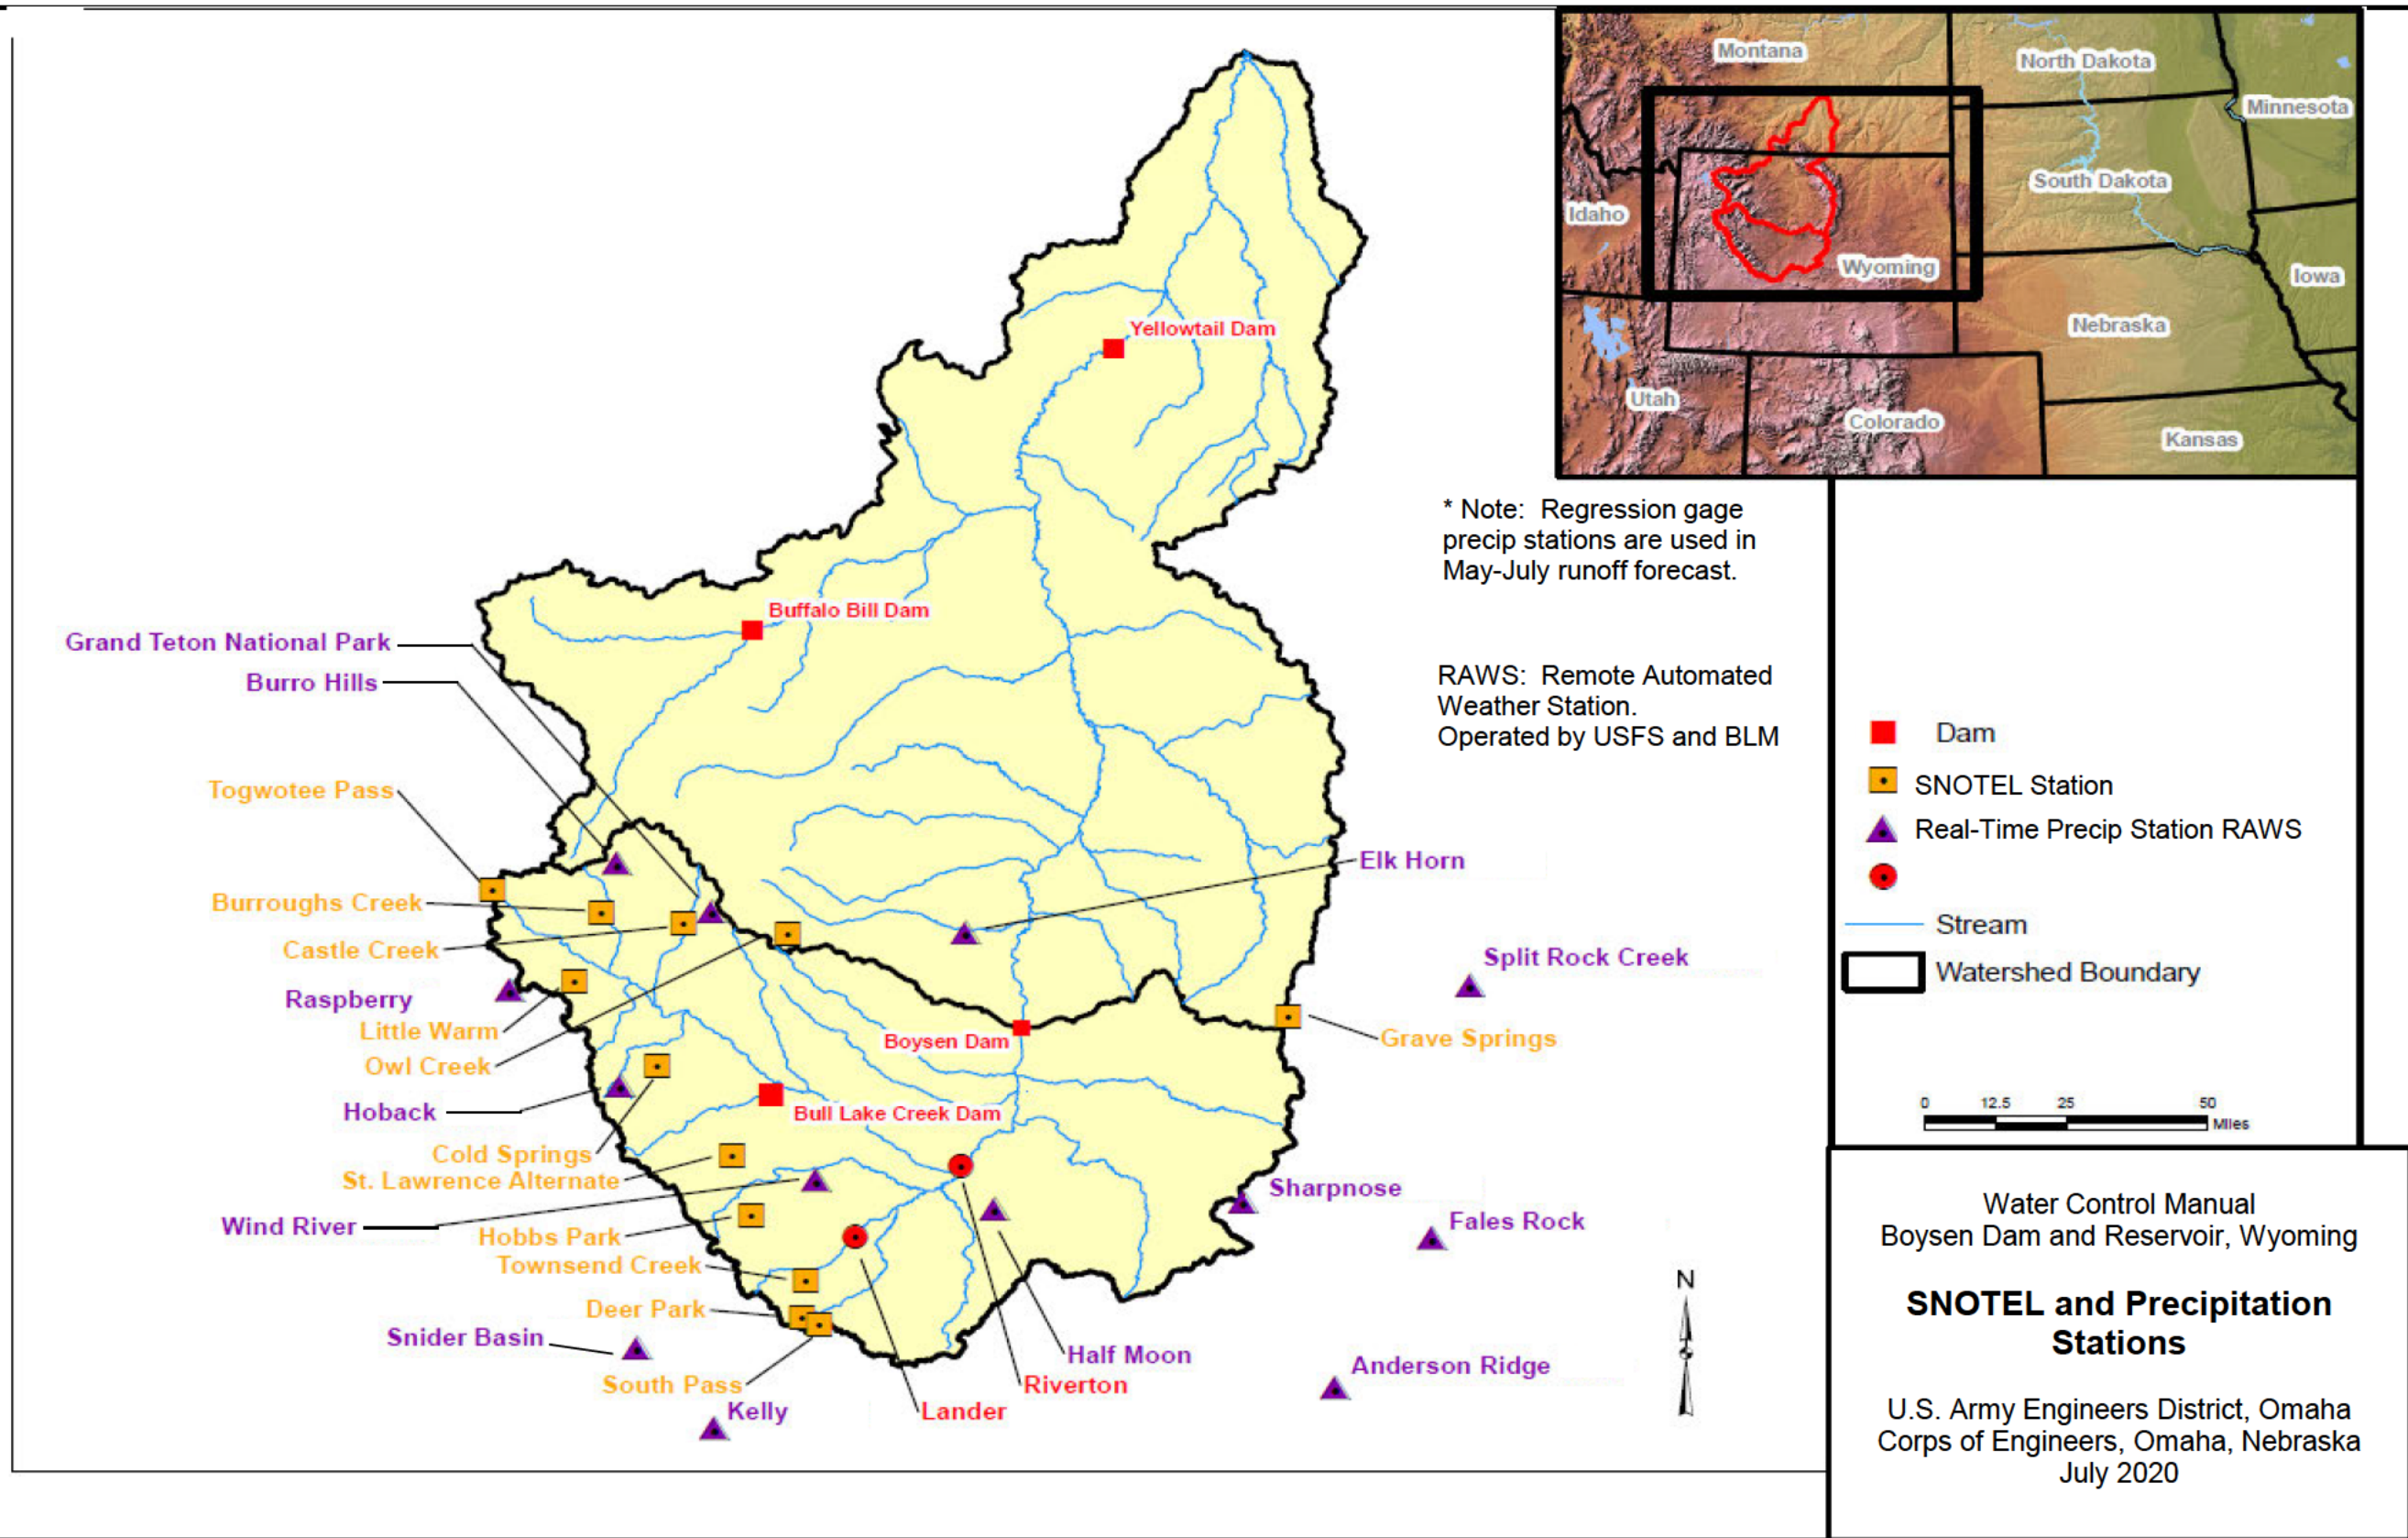 Montana
North Dakota
Minnesota
South Dakota
Idaho
Wyoming
Iowa
Nebraska
Utah
Colorado
Kansas
Yellowtail Dam
* Note: Regression gage
precip stations are used in
May-July runoff forecast.
Buffalo Bill Dam
Grand Teton National Park
Burro Hills
RAWS: Remote Automated
Weather Station.
Operated by USFS and BLM
Togwotee Pass
Burroughs Creek
Castle Creek
Raspberry
Little Warm
Owl Creek
Hoback
Cold Springs
St. Lawrence Alternate
Wind River
Hobbs Park
Townsend Creek
Deer Park
Snider Basin
South Pass
Kelly
Elk Horn
Split Rock Creek
Grave Springs
Boysen Dam
Bull Lake Creek Dam
Sharpnose
Fales Rock
Half Moon
Riverton
Lander
Anderson Ridge
Dam
SNOTEL Station
Real-Time Precip Station RAWS
Stream
Watershed Boundary
0 12.5 25 50
Miles
N
Water Control Manual
Boysen Dam and Reservoir, Wyoming
SNOTEL and Precipitation
Stations
U.S. Army Engineers District, Omaha
Corps of Engineers, Omaha, Nebraska
July 2020